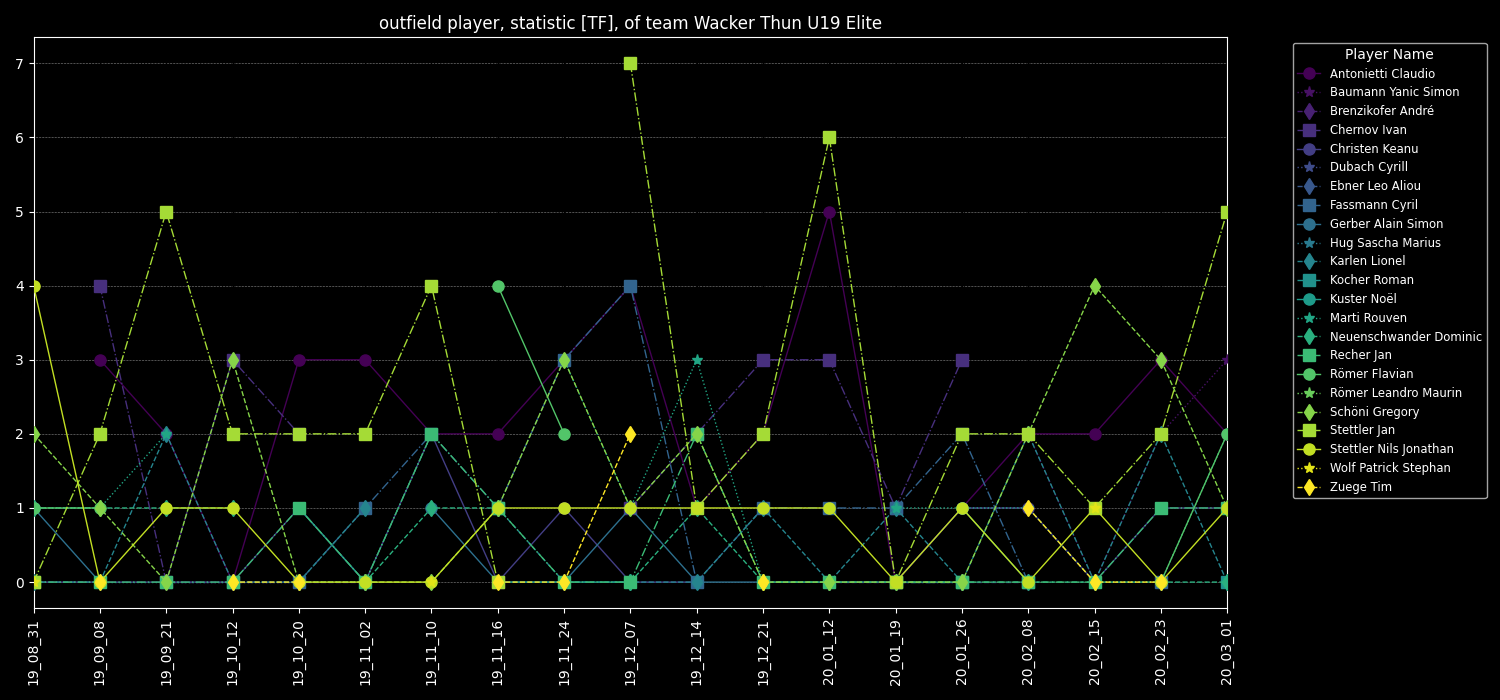 outfield player, statistic [TF], of team Wacker Thun U19 Elite
7
6
5
4
3
2
1
0
19_08_31
19_09_08
19_09_21
19_10_12
19_10_20
19_11_02
19_11_10
19_11_16
19_11_24
19_12_07
19_12_14
19_12_21
20_01_12
20_01_19
20_01_26
20_02_08
20_02_15
20_02_23
20_03_01
Player Name
Antonietti Claudio
Baumann Yanic Simon
Brenzikofer André
Chernov Ivan
Christen Keanu
Dubach Cyrill
Ebner Leo Aliou
Fassmann Cyril
Gerber Alain Simon
Hug Sascha Marius
Karlen Lionel
Kocher Roman
Kuster Noël
Marti Rouven
Neuenschwander Dominic
Recher Jan
Römer Flavian
Römer Leandro Maurin
Schöni Gregory
Stettler Jan
Stettler Nils Jonathan
Wolf Patrick Stephan
Zuege Tim